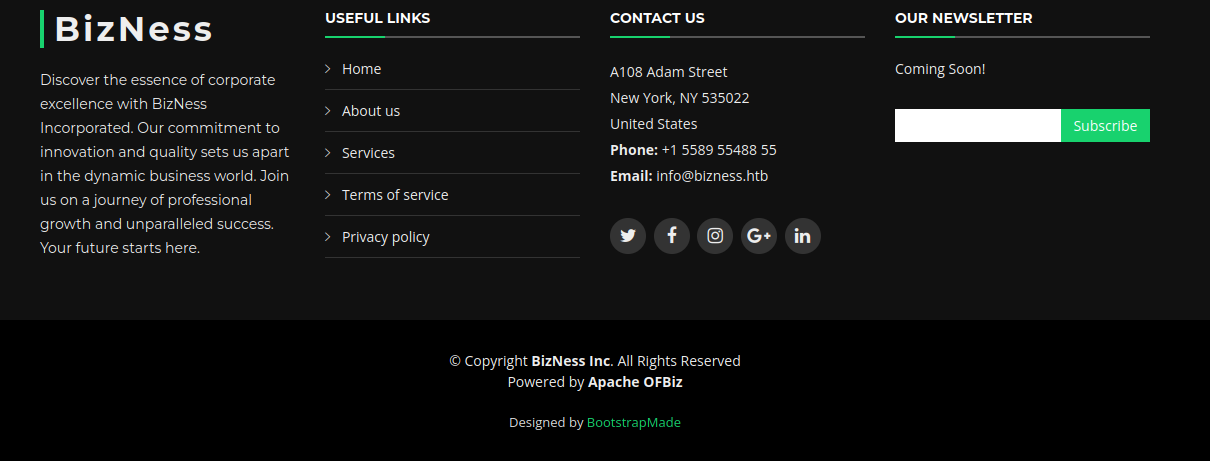 BizNess
Discover the essence of corporate
excellence with BizNess
Incorporated. Our commitment to
innovation and quality sets us apart
in the dynamic business world. Join
us on a journey of professional
growth and unparalleled success.
Your future starts here.
USEFUL LINKS
Home
About us
Services
Terms of service
Privacy policy
CONTACT US
A108 Adam Street
New York, NY 535022
United States
Phone: +1 5589 55488 55
Email: info@bizness.htb
OUR NEWSLETTER
Coming Soon!
Subscribe
© Copyright BizNess Inc. All Rights Reserved
Powered by Apache OFBiz
Designed by BootstrapMade